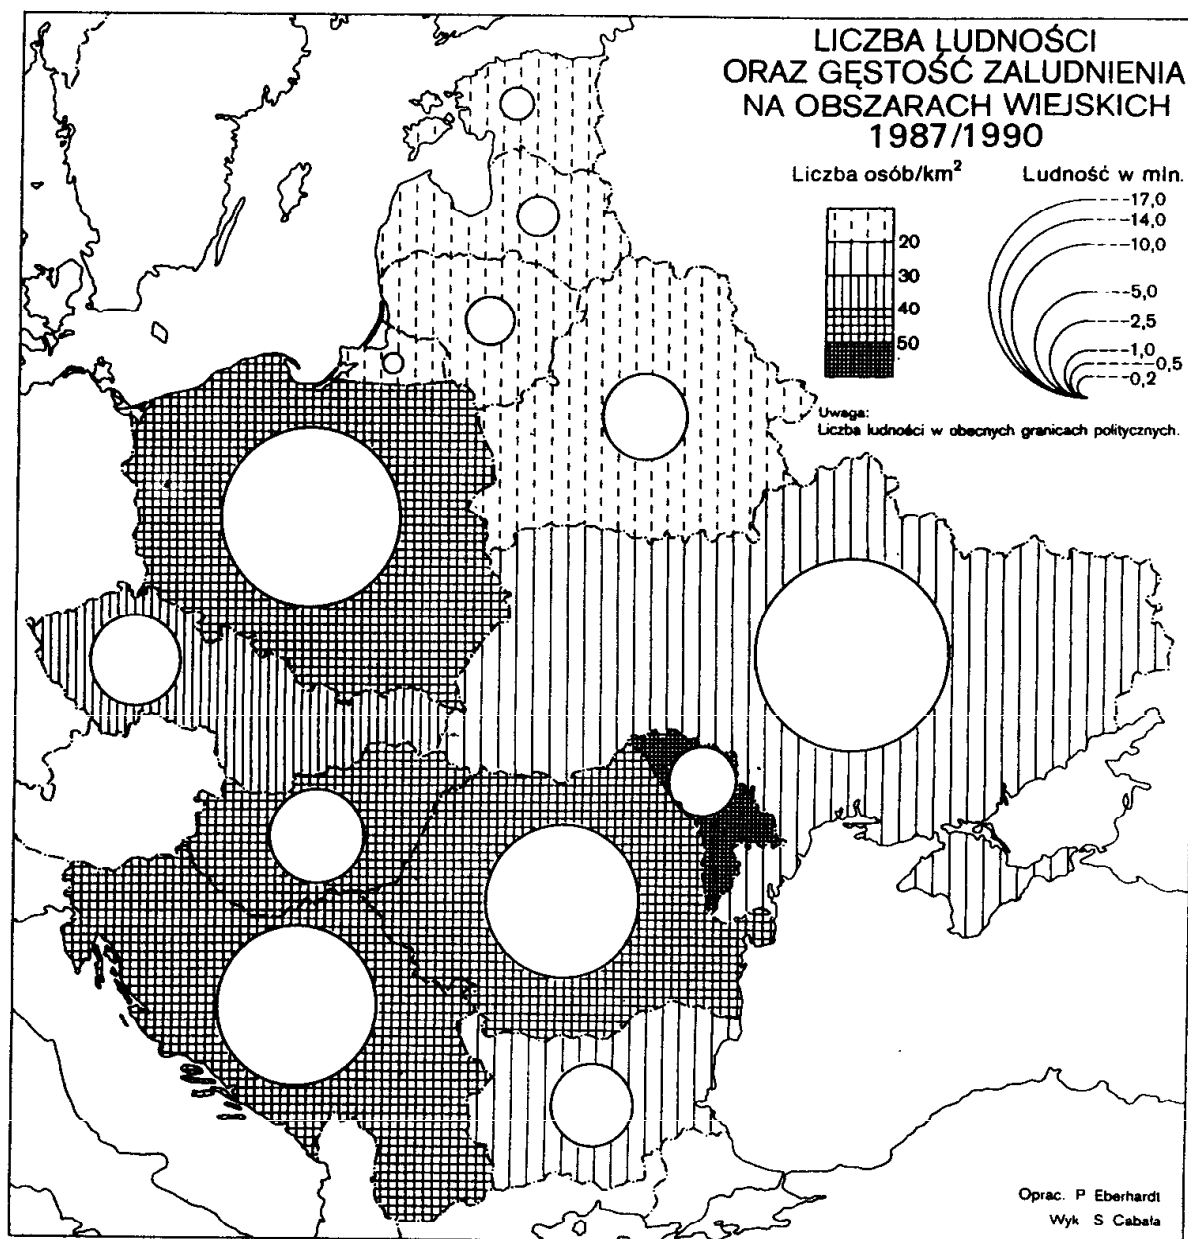 LICZBA LUDNOŚCI
ORAZ GĘSTOŚĆ ZALUDNIENIA
NA OBSZARACH WIEJSKICH
1987/1990
Liczba osób/km²
20
30
40
50
Ludność w mln.
17,0
14,0
10,0
5,0
2,5
1,0
0,5
0,2
Uwaga:
Liczba ludności w obecnych granicach politycznych.
Oprac. P Eberhardt
Wyk S Cabała